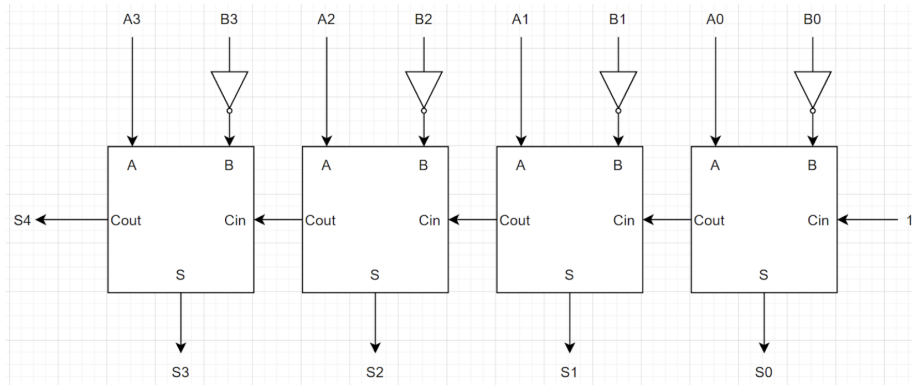 A3 B3 A2 B2 A1 B1 A0 B0
A B A B A B A B
S4 Cout Cin Cout Cin Cout Cin Cout Cin 1
S S S S
S3 S2 S1 S0